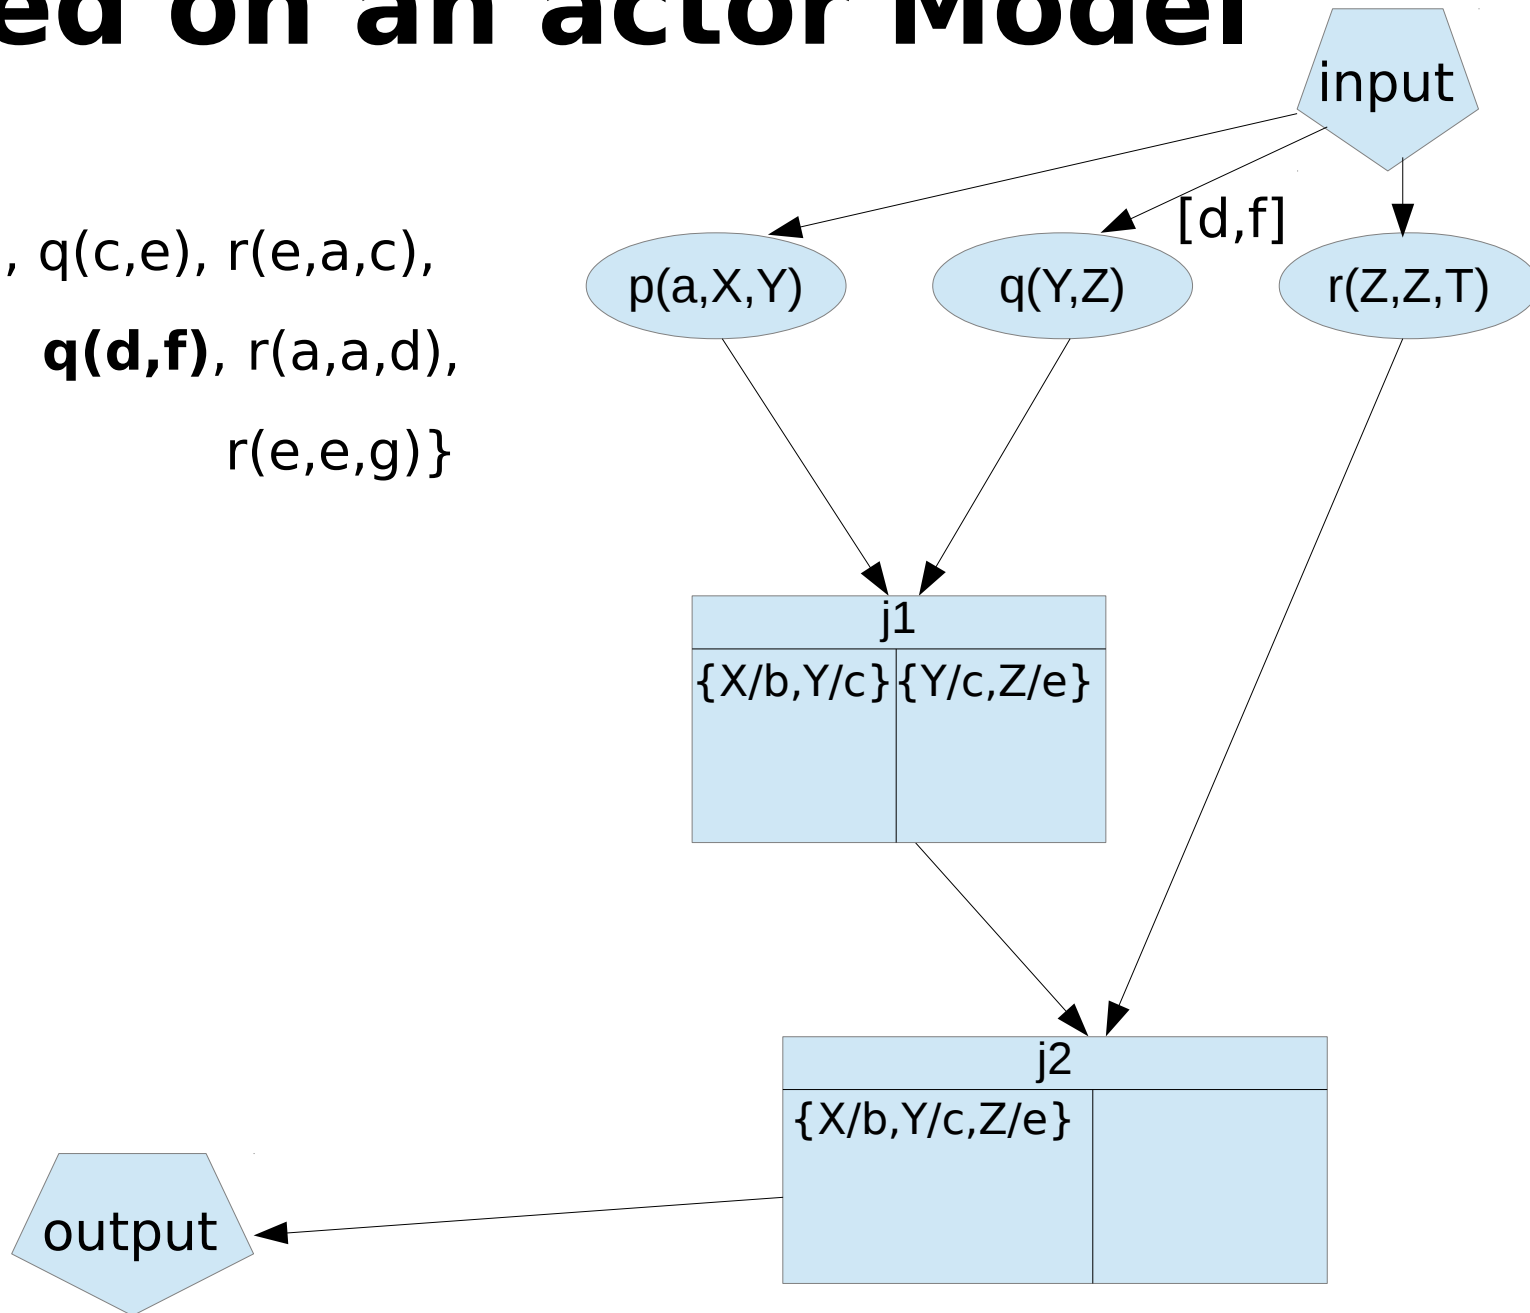 ed on an actor Model
input
[d,f]
, q(c,e), r(e,a,c),
p(a,X,Y) q(Y,Z) r(Z,Z,T)
q(d,f), r(a,a,d),
r(e,e,g)}
j1
{X/b,Y/c} {Y/c,Z/e}
j2
{X/b,Y/c,Z/e}
output